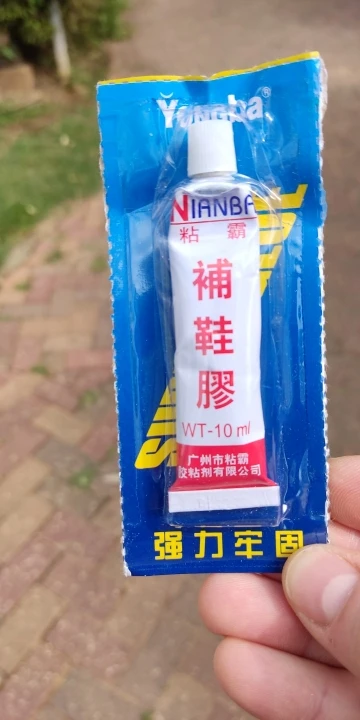 NIANBA
粘 霸
補
鞋
膠
WT-10 ml
广州市粘霸
胶粘剂有限公司
强力牢固